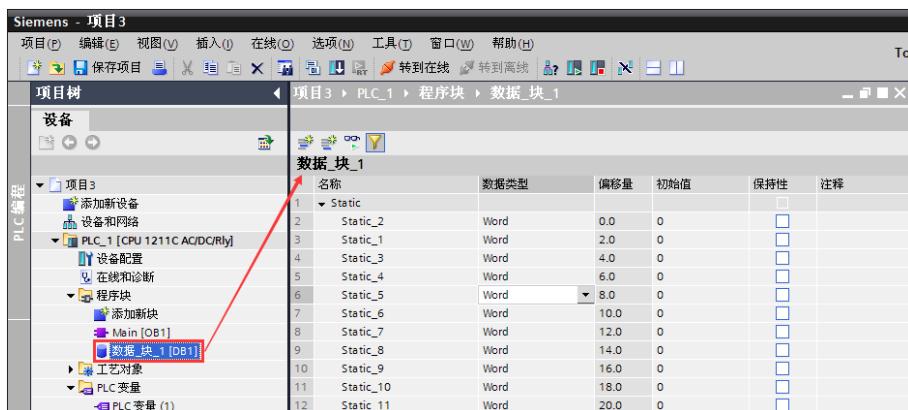 Siemens - 项目3
项目(P) 编辑(E) 视图(V) 插入(I) 在线(O) 选项(N) 工具(T) 窗口(W) 帮助(H)
To
保存项目 转到在线 转到离线
项目树
项目3 PLC_1 程序块 数据_块_1
设备
数据_块_1
PLC 编程
项目3
添加新设备
设备和网络
PLC_1 [CPU 1211C AC/DC/Rly]
设备配置
在线和诊断
程序块
添加新块
Main [OB1]
数据_块_1 [DB1]
工艺对象
PLC 变量
PLC 变量 (1)
名称 数据类型 偏移量 初始值 保持性 注释
1 Static
2 Static_2 Word 0.0 0
3 Static_1 Word 2.0 0
4 Static_3 Word 4.0 0
5 Static_4 Word 6.0 0
6 Static_5 Word 8.0 0
7 Static_6 Word 10.0 0
8 Static_7 Word 12.0 0
9 Static_8 Word 14.0 0
10 Static_9 Word 16.0 0
11 Static_10 Word 18.0 0
12 Static_11 Word 20.0 0